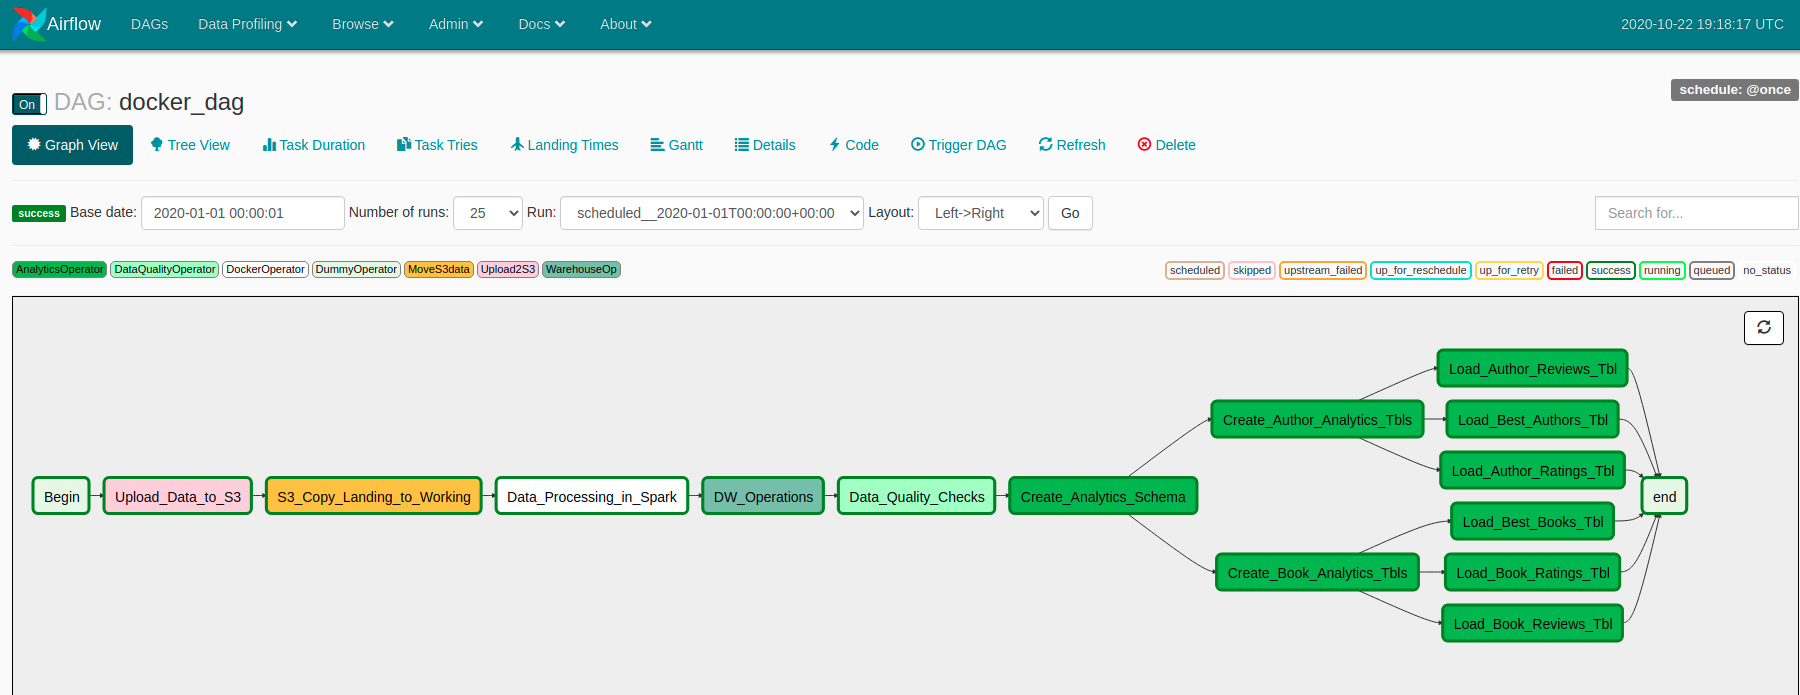 Airflow DAGs Data Profiling Browse Admin Docs About 2020-10-22 19:18:17 UTC
schedule: @once
On DAG: docker_dag
Graph View Tree View Task Duration Task Tries Landing Times Gantt Details Code Trigger DAG Refresh Delete
success Base date: 2020-01-01 00:00:01 Number of runs: 25 Run: scheduled__2020-01-01T00:00:00+00:00 Layout: Left->Right Go Search for...
AnalyticsOperator DataQualityOperator DockerOperator DummyOperator MoveS3data Upload2S3 WarehouseOp scheduled skipped upstream_failed up_for_reschedule up_for_retry failed success running queued no_status
Load_Author_Reviews_Tbl
Create_Author_Analytics_Tbls Load_Best_Authors_Tbl
Load_Author_Ratings_Tbl
Begin Upload_Data_to_S3 S3_Copy_Landing_to_Working Data_Processing_in_Spark DW_Operations Data_Quality_Checks Create_Analytics_Schema end
Load_Best_Books_Tbl
Create_Book_Analytics_Tbls Load_Book_Ratings_Tbl
Load_Book_Reviews_Tbl